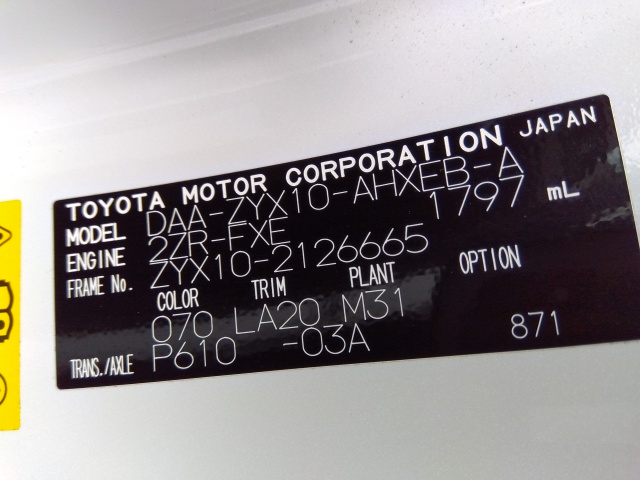 TOYOTA MOTOR CORPORATION JAPAN
MODEL DAA-ZYX10-AHXEB-A
ENGINE 2ZR-FXE 1797 mL
FRAME No. ZYX10-2126665
COLOR TRIM PLANT OPTION
070 LA20 M31
TRANS./AXLE P610 -03A 871